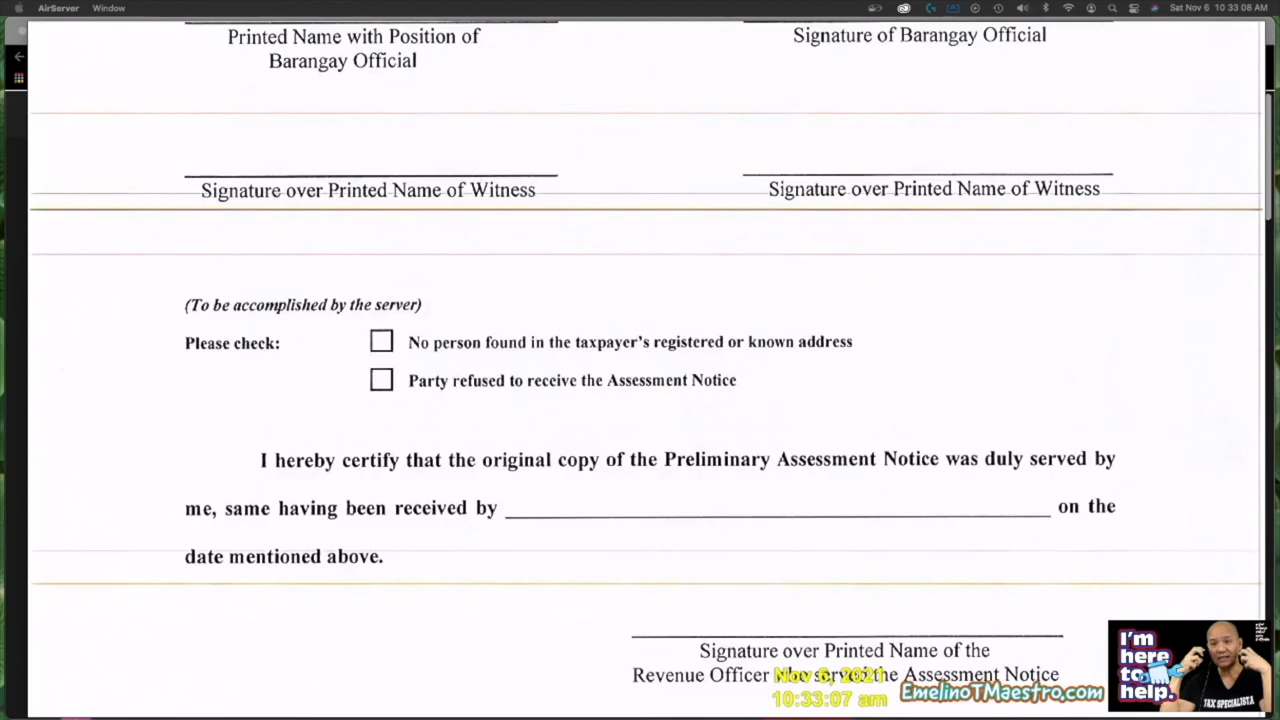 AirServer Window Sat Nov 6 10:33:08 AM
Printed Name with Position of
Barangay Official
Signature of Barangay Official
Signature over Printed Name of Witness
Signature over Printed Name of Witness
(To be accomplished by the server)
Please check:
No person found in the taxpayer's registered or known address
Party refused to receive the Assessment Notice
I hereby certify that the original copy of the Preliminary Assessment Notice was duly served by
me, same having been received by on the
date mentioned above.
Signature over Printed Name of the
Revenue Officer who served the Assessment Notice
Nov 6, 2021
10:33:07 am
EmelinoTMaestro.com
I'm
here
to
help.
TAX SPECIALISTA